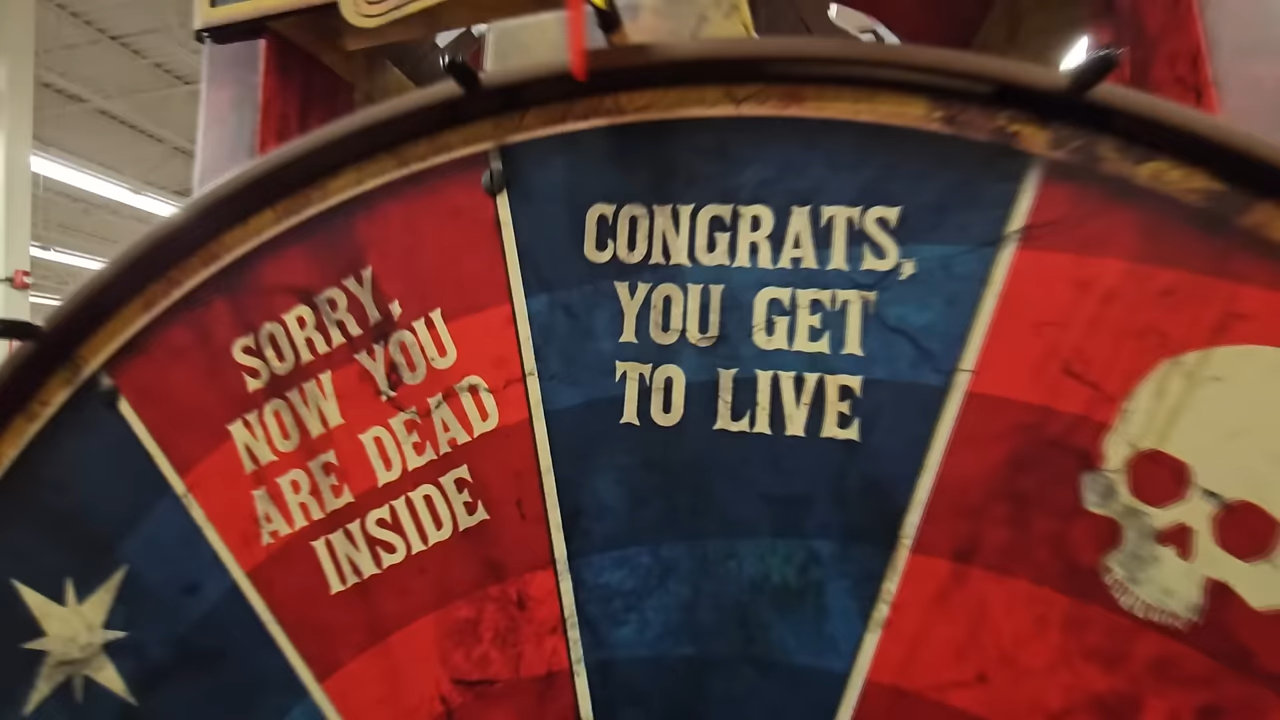 SORRY,
NOW YOU
ARE DEAD
INSIDE
CONGRATS,
YOU GET
TO LIVE